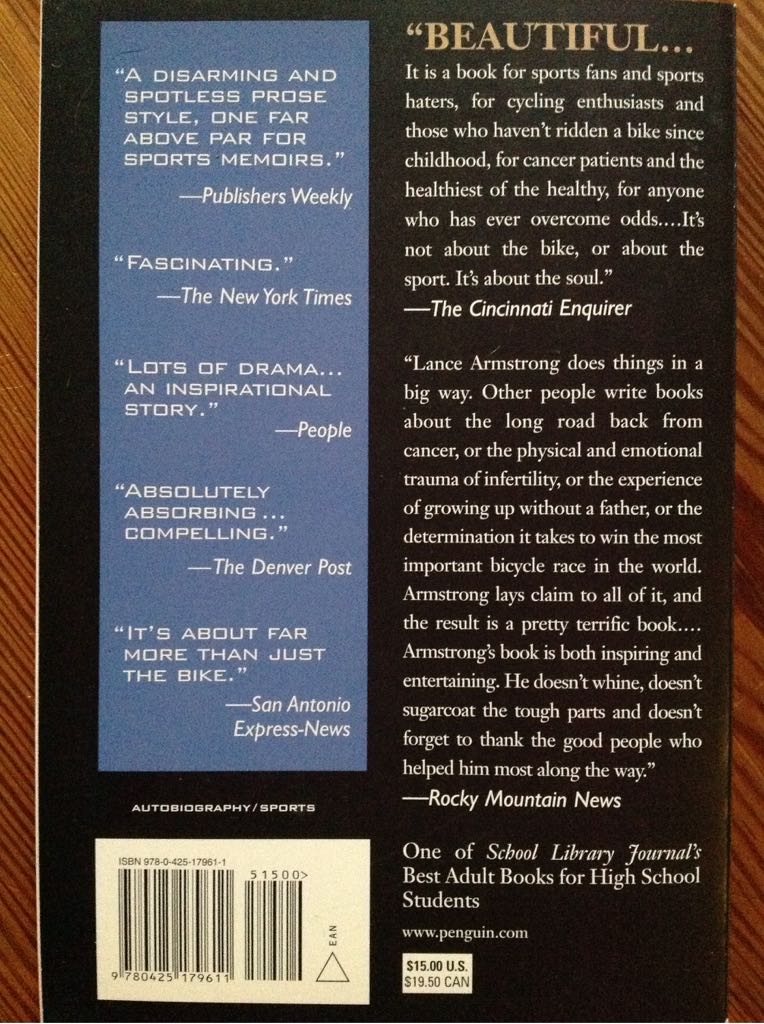 “A DISARMING AND
SPOTLESS PROSE
STYLE, ONE FAR
ABOVE PAR FOR
SPORTS MEMOIRS.”
—Publishers Weekly
“FASCINATING.”
—The New York Times
“LOTS OF DRAMA...
AN INSPIRATIONAL
STORY.”
—People
“ABSOLUTELY
ABSORBING...
COMPELLING.”
—The Denver Post
“IT'S ABOUT FAR
MORE THAN JUST
THE BIKE.”
—San Antonio
Express-News
AUTOBIOGRAPHY/SPORTS
ISBN 978-0-425-17961-1
51500>
9 780425 179611
EAN
“BEAUTIFUL...
It is a book for sports fans and sports
haters, for cycling enthusiasts and
those who haven't ridden a bike since
childhood, for cancer patients and the
healthiest of the healthy, for anyone
who has ever overcome odds....It's
not about the bike, or about the
sport. It's about the soul.”
—The Cincinnati Enquirer
“Lance Armstrong does things in a
big way. Other people write books
about the long road back from
cancer, or the physical and emotional
trauma of infertility, or the experience
of growing up without a father, or the
determination it takes to win the most
important bicycle race in the world.
Armstrong lays claim to all of it, and
the result is a pretty terrific book....
Armstrong's book is both inspiring and
entertaining. He doesn't whine, doesn't
sugarcoat the tough parts and doesn't
forget to thank the good people who
helped him most along the way.”
—Rocky Mountain News
One of School Library Journal's
Best Adult Books for High School
Students
www.penguin.com
$15.00 U.S.
$19.50 CAN